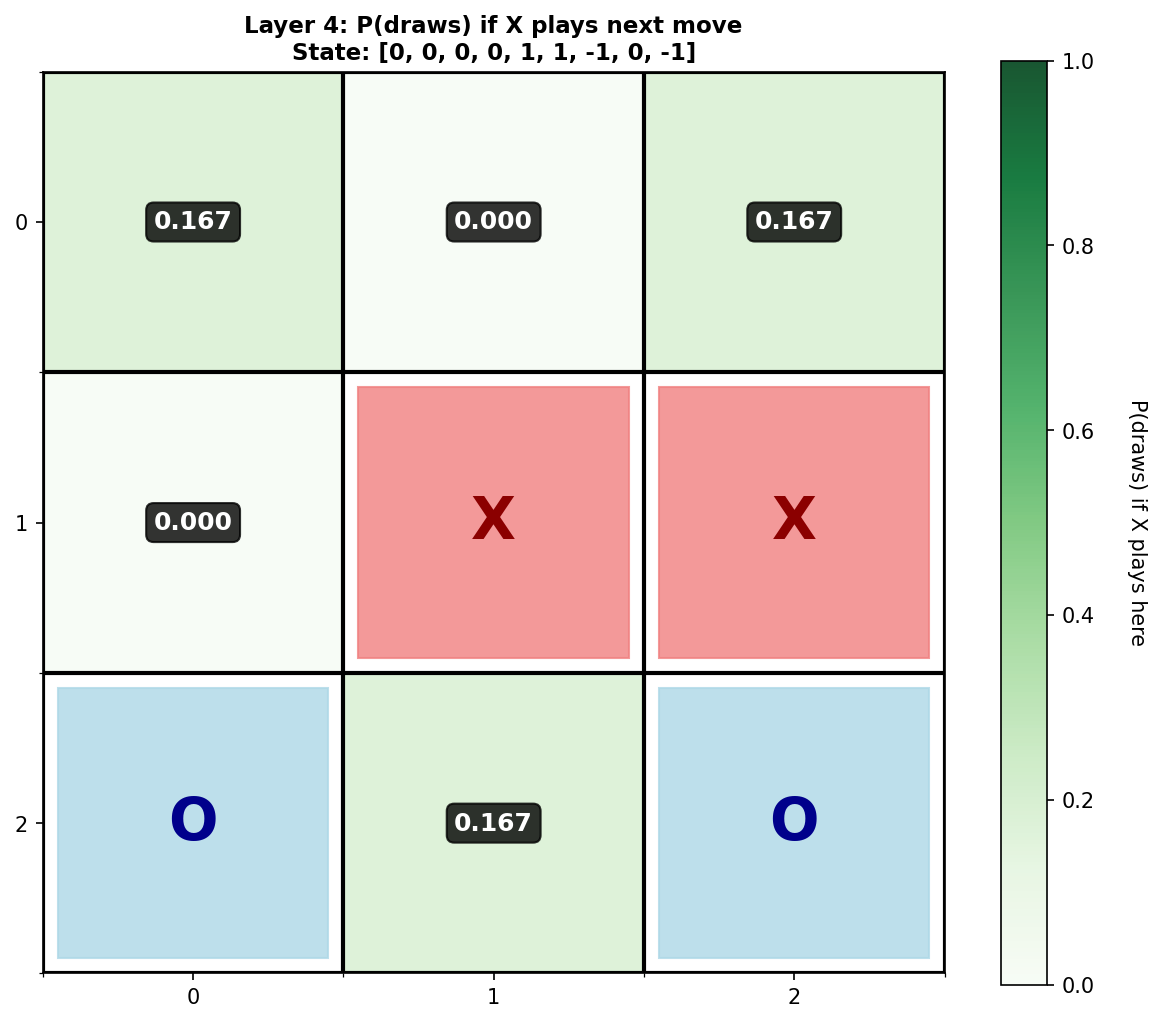 Layer 4: P(draws) if X plays next move
State: [0, 0, 0, 0, 1, 1, -1, 0, -1]
0.167
0.000
0.167
0.000
X
X
O
0.167
O
0
1
2
0
1
2
1.0
0.8
0.6
0.4
0.2
0.0
P(draws) if X plays here